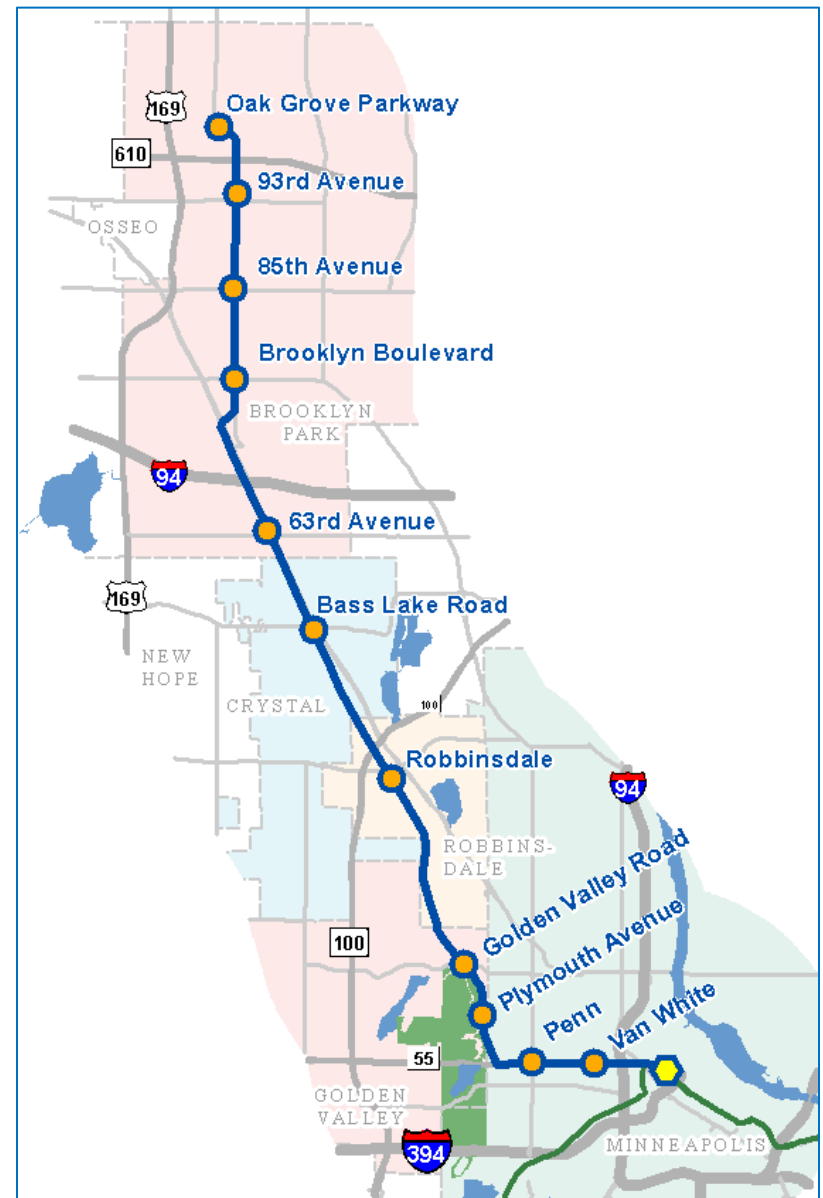 Oak Grove Parkway
169
610
93rd Avenue
OSSEO
85th Avenue
Brooklyn Boulevard
BROOKLYN
PARK
94
63rd Avenue
169
Bass Lake Road
NEW
HOPE
CRYSTAL
100
Robbinsdale
94
ROBBINS-
DALE
Golden Valley Road
100
Plymouth Avenue
Penn
Van White
55
GOLDEN
VALLEY
394
MINNEAPOLIS